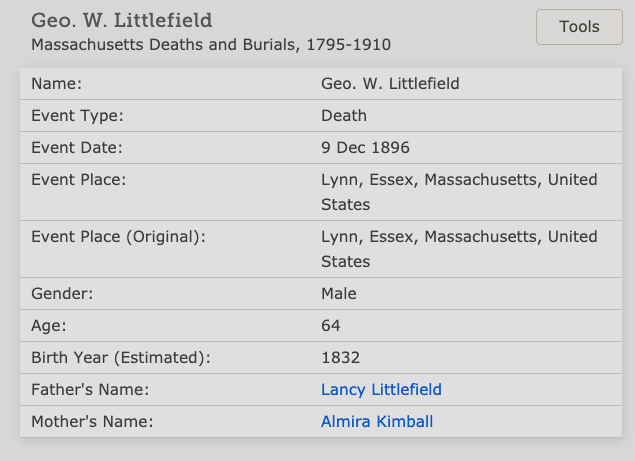 Geo. W. Littlefield
Massachusetts Deaths and Burials, 1795-1910
Tools
Name: Geo. W. Littlefield
Event Type: Death
Event Date: 9 Dec 1896
Event Place: Lynn, Essex, Massachusetts, United
States
Event Place (Original): Lynn, Essex, Massachusetts, United
States
Gender: Male
Age: 64
Birth Year (Estimated): 1832
Father's Name: Lancy Littlefield
Mother's Name: Almira Kimball